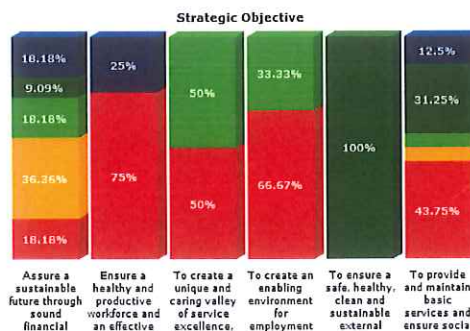 Strategic Objective
18.18%
9.09%
18.18%
36.36%
18.18%
25%
75%
50%
50%
33.33%
66.67%
100%
12.5%
31.25%
43.75%
Assure a
sustainable
future through
sound
financial
Ensure a
healthy and
productive
workforce and
an effective
To create a
unique and
caring valley
of service
excellence,
To create an
enabling
environment
for
employment
To ensure a
safe, healthy,
clean and
sustainable
external
To provide
and maintain
basic
services and
ensure social